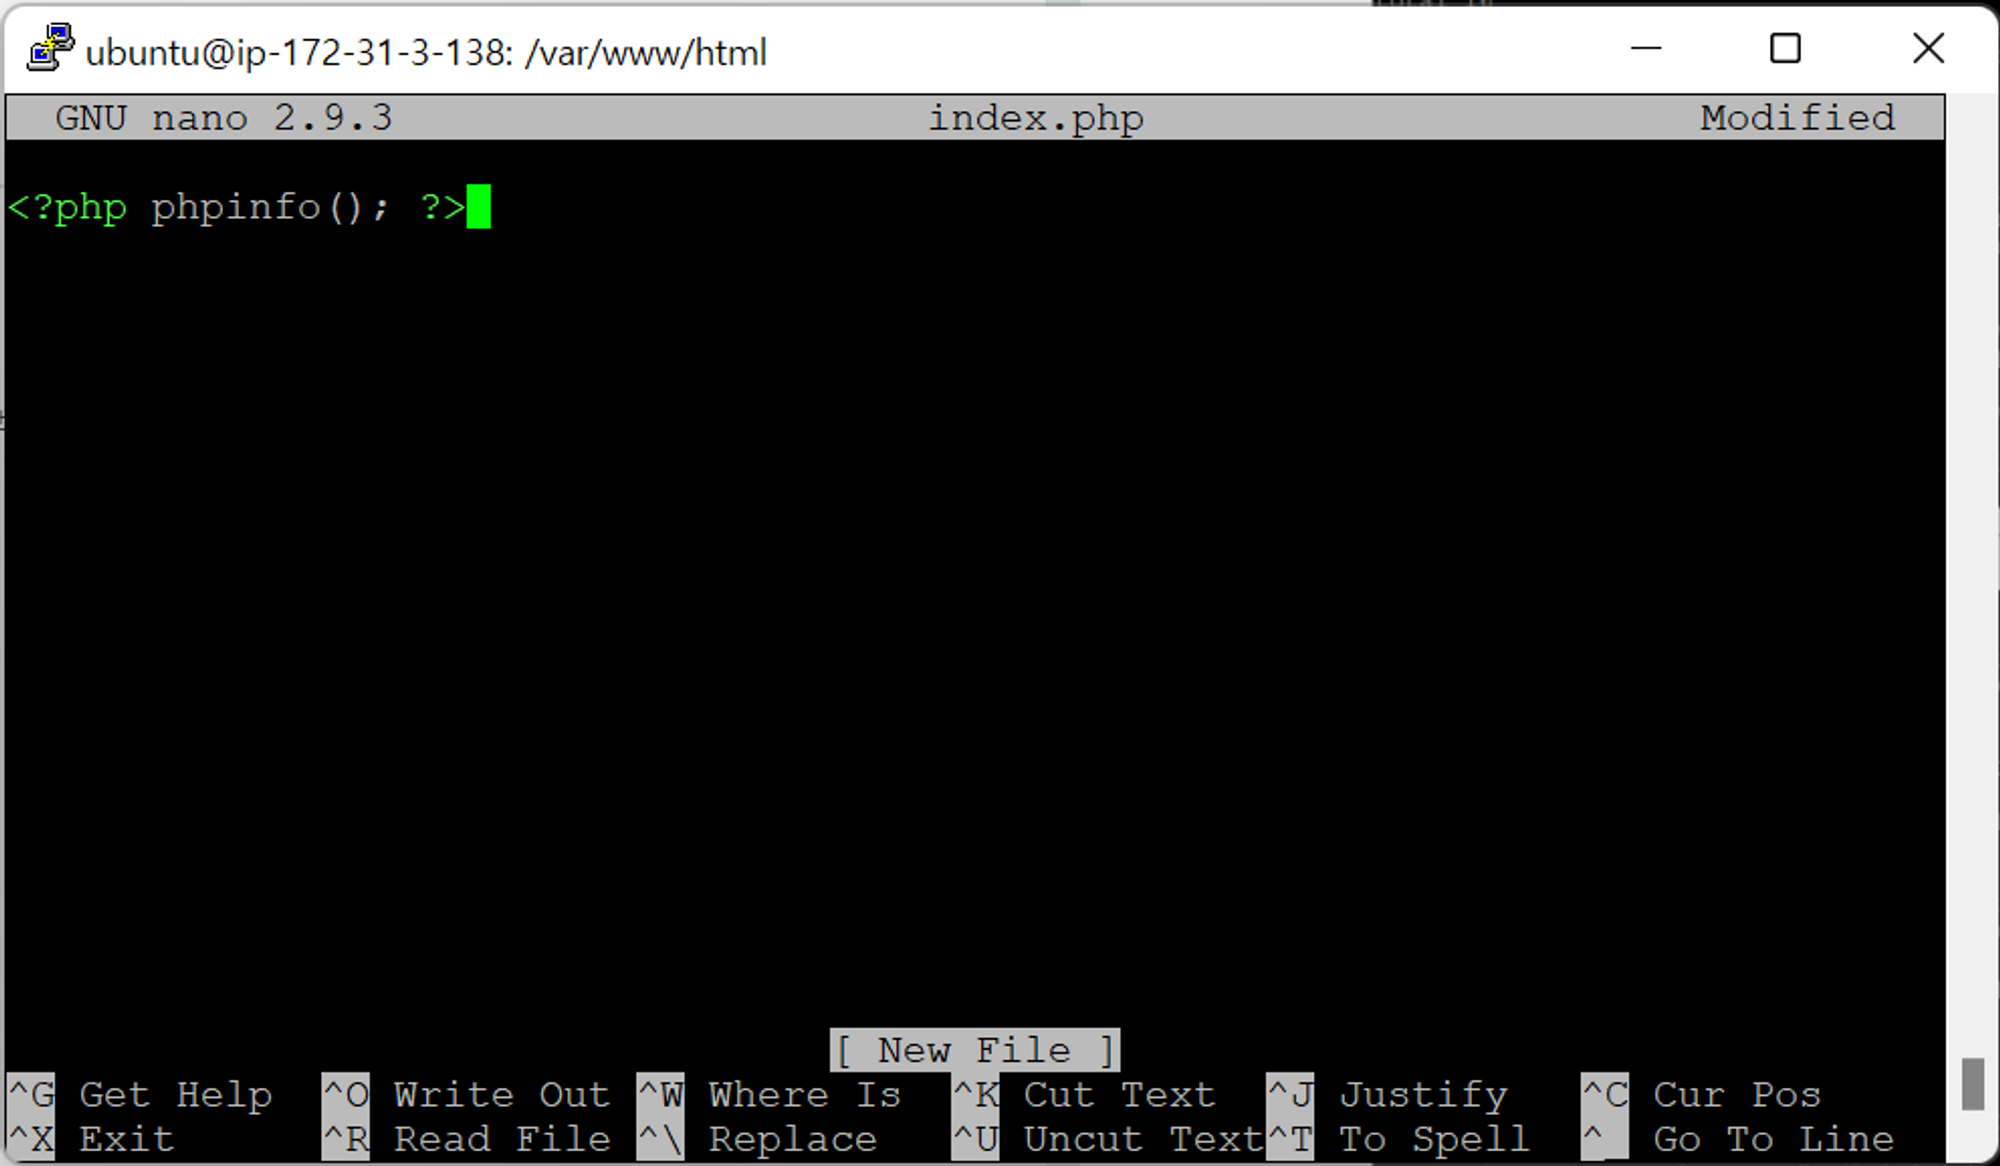 ubuntu@ip-172-31-3-138: /var/www/html
GNU nano 2.9.3 index.php Modified
<?php phpinfo(); ?>
[ New File ]
^G Get Help ^O Write Out ^W Where Is ^K Cut Text ^J Justify ^C Cur Pos
^X Exit ^R Read File ^\ Replace ^U Uncut Text ^T To Spell ^_ Go To Line